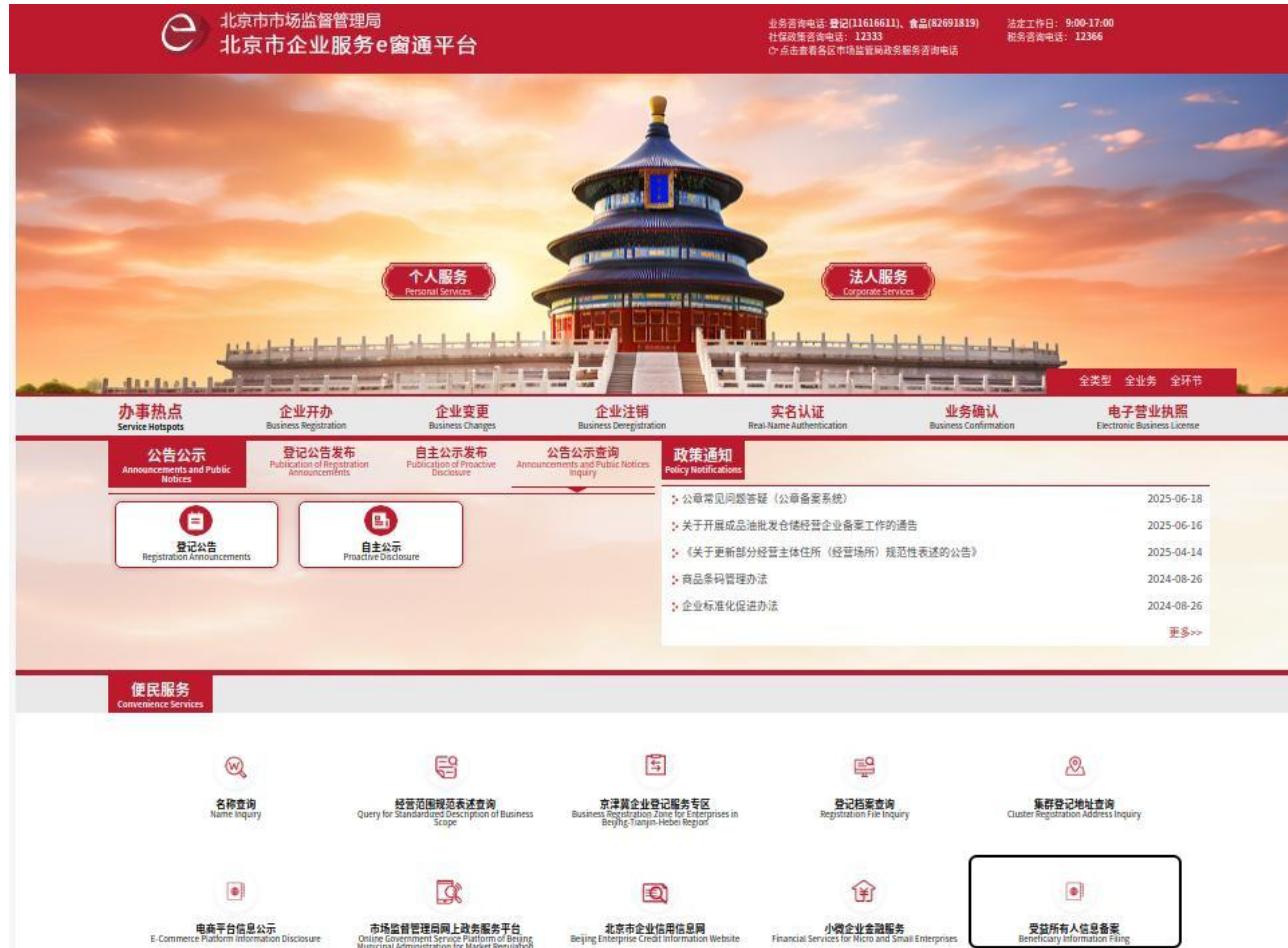 北京市市场监督管理局
北京市企业服务e窗通平台
业务咨询电话: 登记(11616611)、食品(82691819)
法定工作日: 9:00-17:00
社保政策咨询电话: 12333
税务咨询电话: 12366
点击查看各区市场监管局政务服务咨询电话
个人服务
Personal Services
法人服务
Corporate Services
全类型 全业务 全环节
办事热点
Service Hotspots
企业开办
Business Registration
企业变更
Business Changes
企业注销
Business Deregistration
实名认证
Real-Name Authentication
业务确认
Business Confirmation
电子营业执照
Electronic Business License
公告公示
Announcements and Public
Notices
登记公告发布
Publication of Registration
Announcements
自主公示发布
Publication of Proactive
Disclosure
公告公示查询
Announcements and Public Notices
Inquiry
登记公告
Registration Announcements
自主公示
Proactive Disclosure
政策通知
Policy Notifications
公章常见问题答疑（公章备案系统） 2025-06-18
关于开展成品油批发仓储经营企业备案工作的通告 2025-06-16
《关于更新部分经营主体住所（经营场所）规范性表述的公告》 2025-04-14
商品条码管理办法 2024-08-26
企业标准化促进办法 2024-08-26
更多>>
便民服务
Convenience Services
名称查询
Name Inquiry
经营范围规范表述查询
Query for Standardized Description of Business
Scope
京津冀企业登记服务专区
Business Registration Zone for Enterprises in
Beijing-Tianjin-Hebei Region
登记档案查询
Registration File Inquiry
集群登记地址查询
Cluster Registration Address Inquiry
电商平台信息公示
E-Commerce Platform Information Disclosure
市场监督管理局网上政务服务平台
Online Government Service Platform of Beijing
Municipal Administration for Market Regulation
北京市企业信用信息网
Beijing Enterprise Credit Information Website
小微企业金融服务
Financial Services for Micro and Small Enterprises
受益所有人信息备案
Beneficiary Information Filing